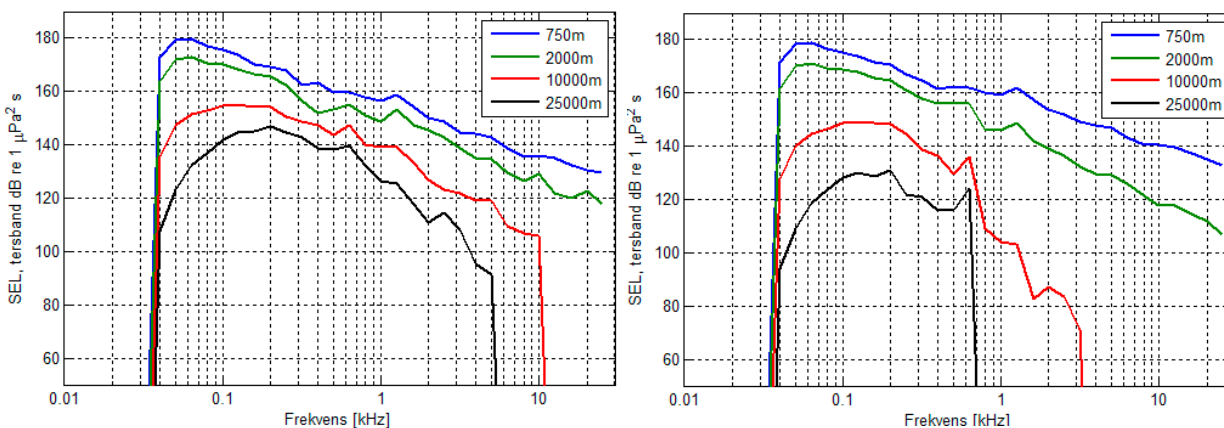 180
160
140
120
100
80
60
SEL, tersband dB re 1 μPa² s
0.01
0.1
1
10
Frekvens [kHz]
750m
2000m
10000m
25000m
180
160
140
120
100
80
60
SEL, tersband dB re 1 μPa² s
0.01
0.1
1
10
Frekvens [kHz]
750m
2000m
10000m
25000m